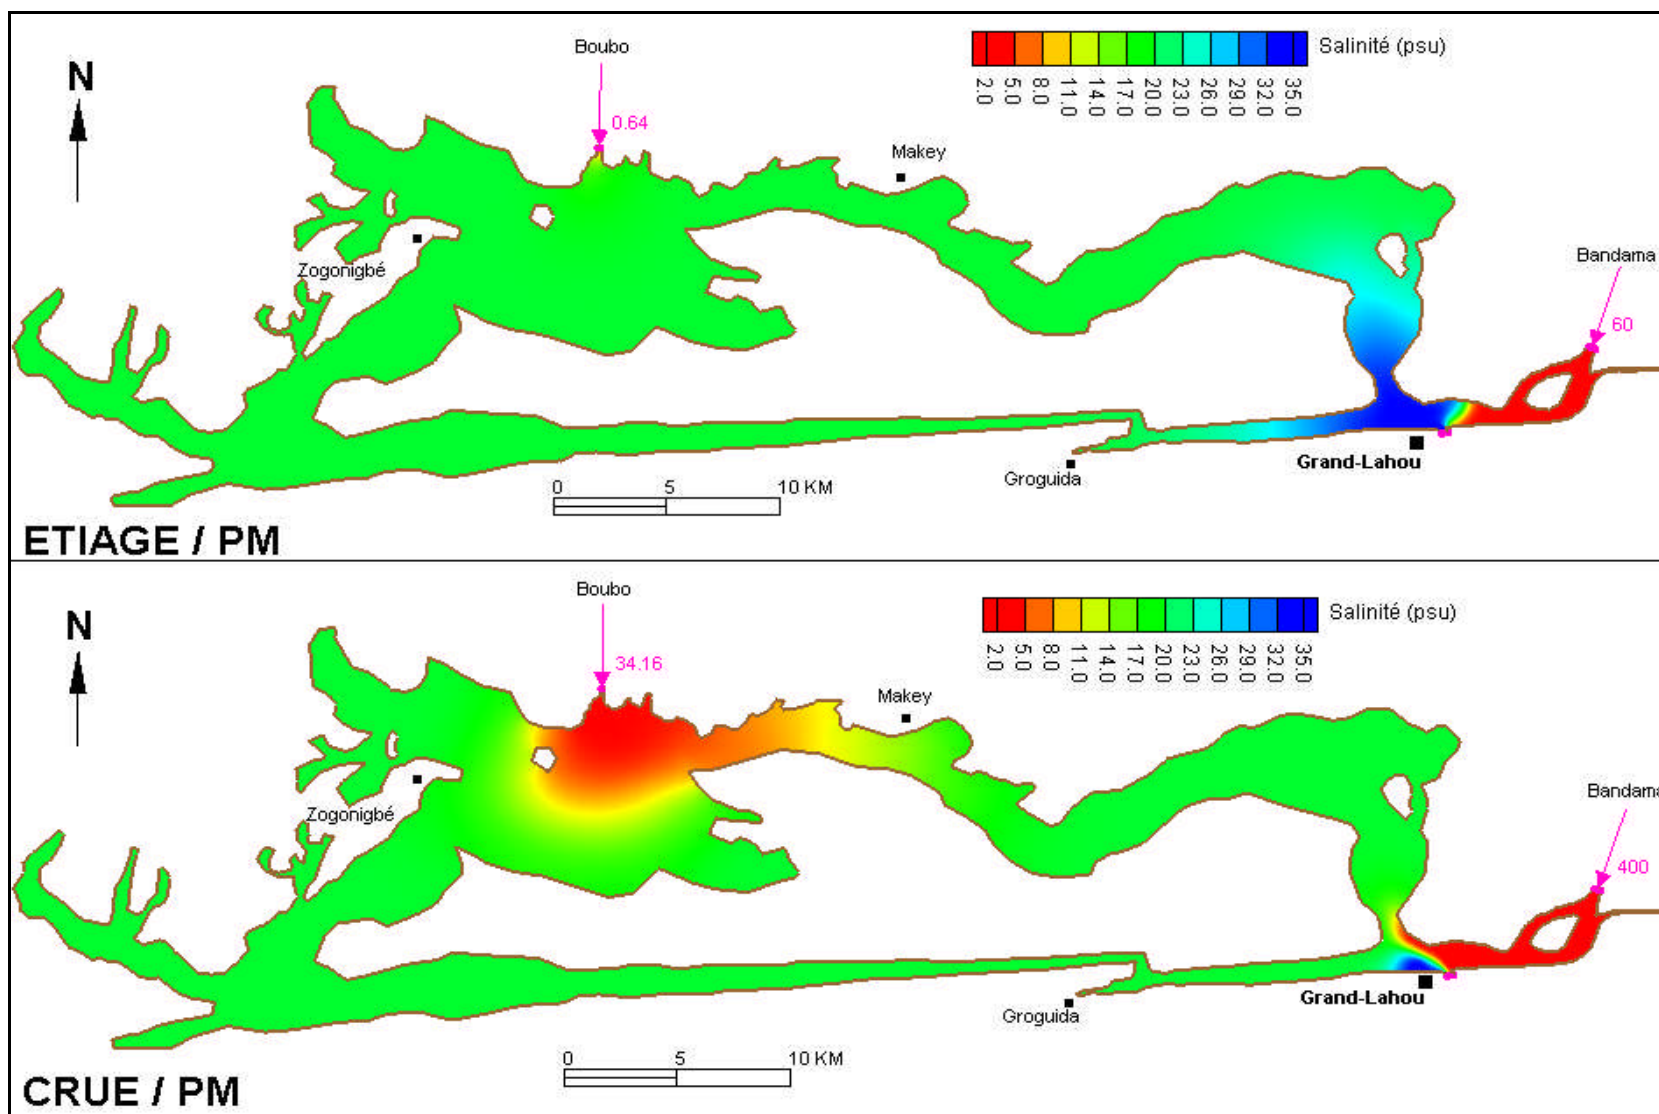 Boubo
Salinité (psu)
N
2.0 5.0 8.0 11.0 14.0 17.0 20.0 23.0 26.0 29.0 32.0 35.0
0.64
Makey
Bandama
Zogonigbé
60
Grand-Lahou
Groguida
0 5 10 KM
ETIAGE / PM
Boubo
Salinité (psu)
N
2.0 5.0 8.0 11.0 14.0 17.0 20.0 23.0 26.0 29.0 32.0 35.0
34.16
Makey
Bandama
Zogonigbé
400
Grand-Lahou
Groguida
0 5 10 KM
CRUE / PM